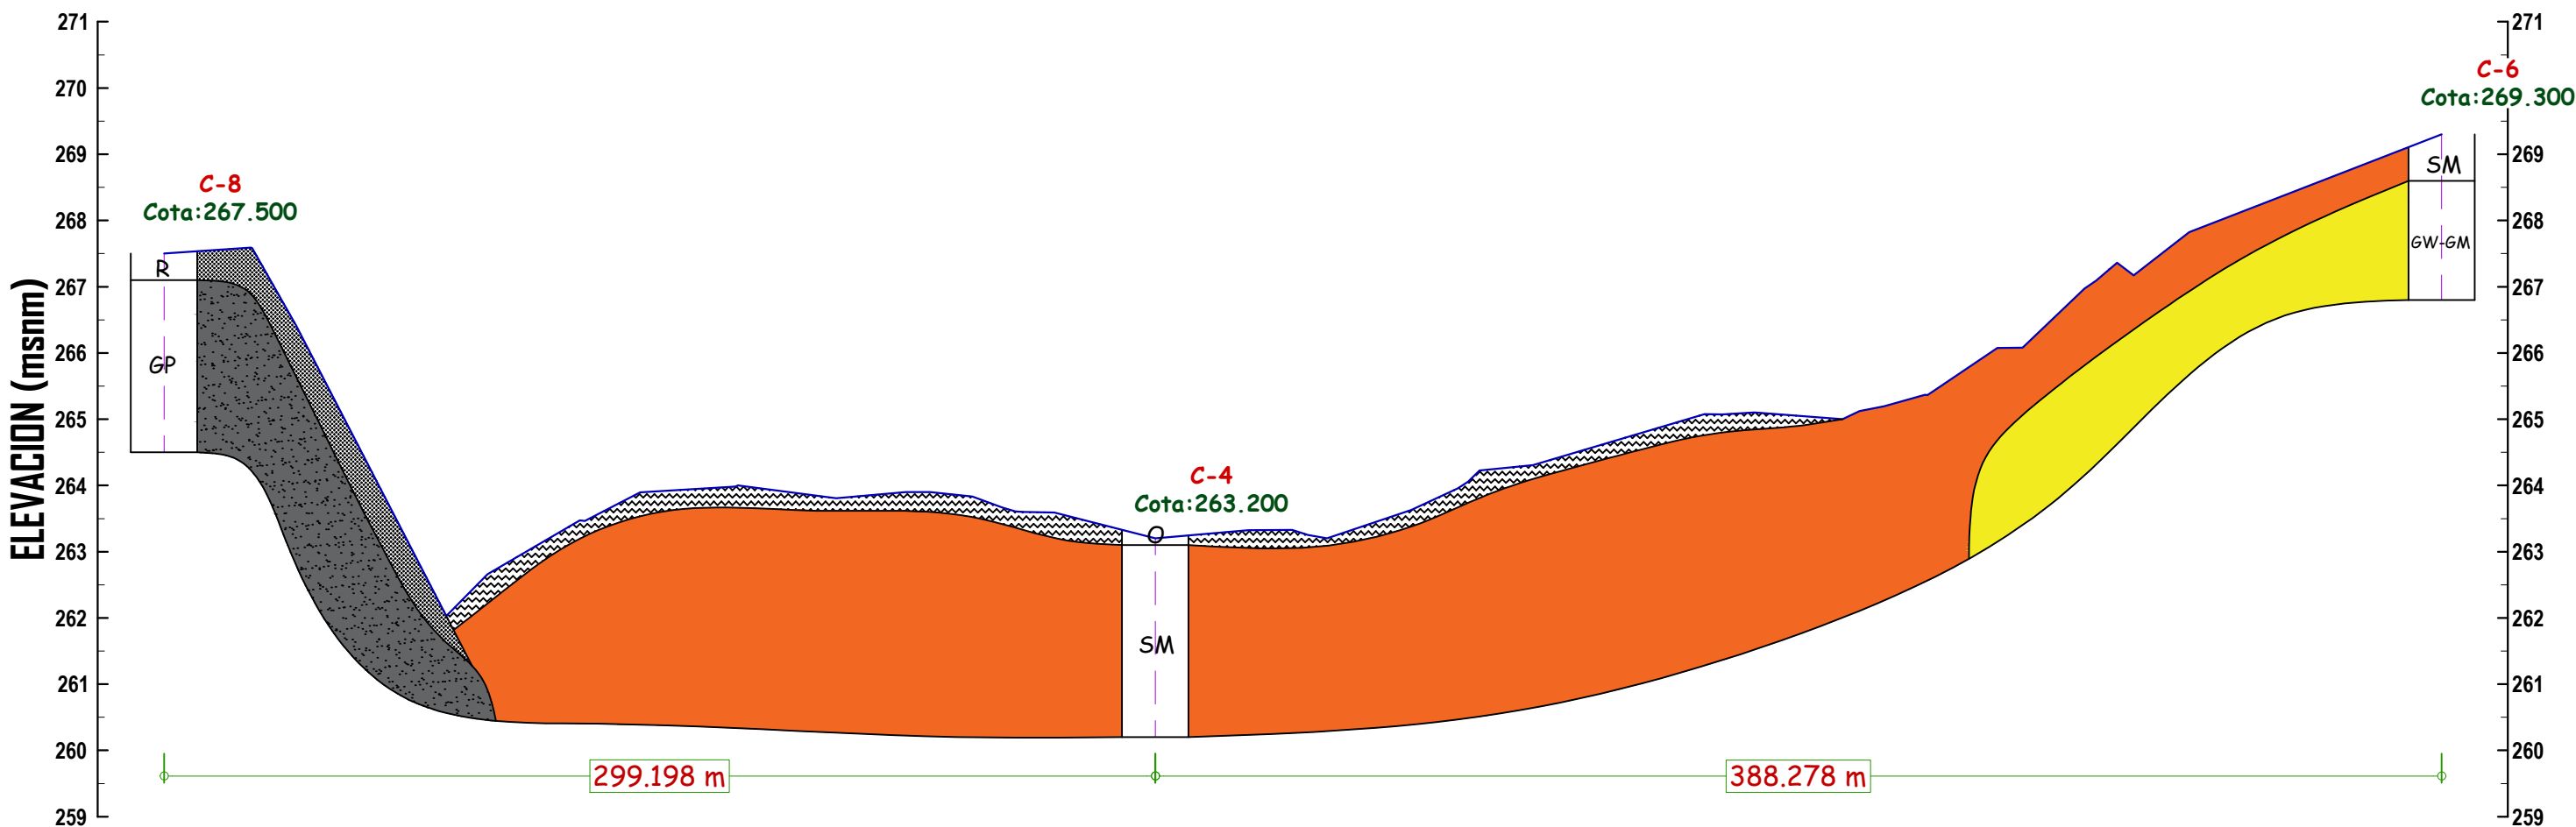 ELEVACION (msnm)
271
270
269
268
267
266
265
264
263
262
261
260
259
C-8
Cota:267.500
R
GP
C-4
Cota:263.200
O
SM
C-6
Cota:269.300
SM
GW-GM
299.198 m
388.278 m
271
270
269
268
267
266
265
264
263
262
261
260
259